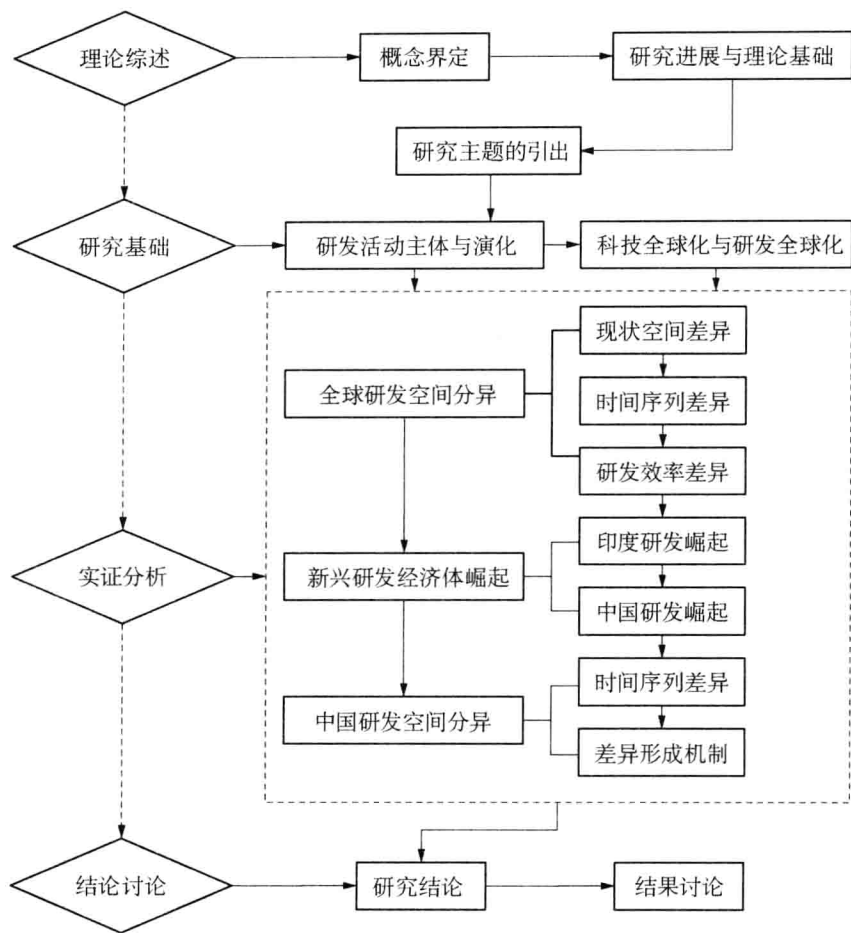 理论综述
概念界定
研究进展与理论基础
研究主题的引出
研究基础
研发活动主体与演化
科技全球化与研发全球化
现状空间差异
全球研发空间分异
时间序列差异
研发效率差异
印度研发崛起
实证分析
新兴研发经济体崛起
中国研发崛起
时间序列差异
中国研发空间分异
差异形成机制
结论讨论
研究结论
结果讨论